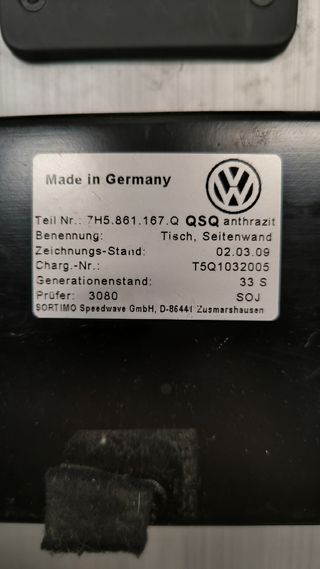 Made in Germany
Teil Nr.: 7H5.861.167.Q QSQ anthrazit
Benennung: Tisch, Seitenwand
Zeichnungs-Stand: 02.03.09
Charg.-Nr.: T5Q1032005
Generationenstand: 33 S
Prüfer: 3080 SOJ
SORTIMO Speedwave GmbH, D-86441 Zusmarshausen